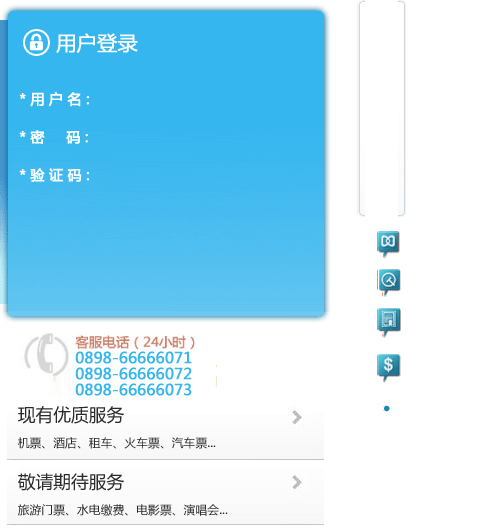 用户登录
* 用 户 名 :
* 密 码 :
* 验 证 码 :
客服电话(24小时)
0898-66666071
0898-66666072
0898-66666073
现有优质服务
机票、酒店、租车、火车票、汽车票...
敬请期待服务
旅游门票、水电缴费、电影票、演唱会...
$